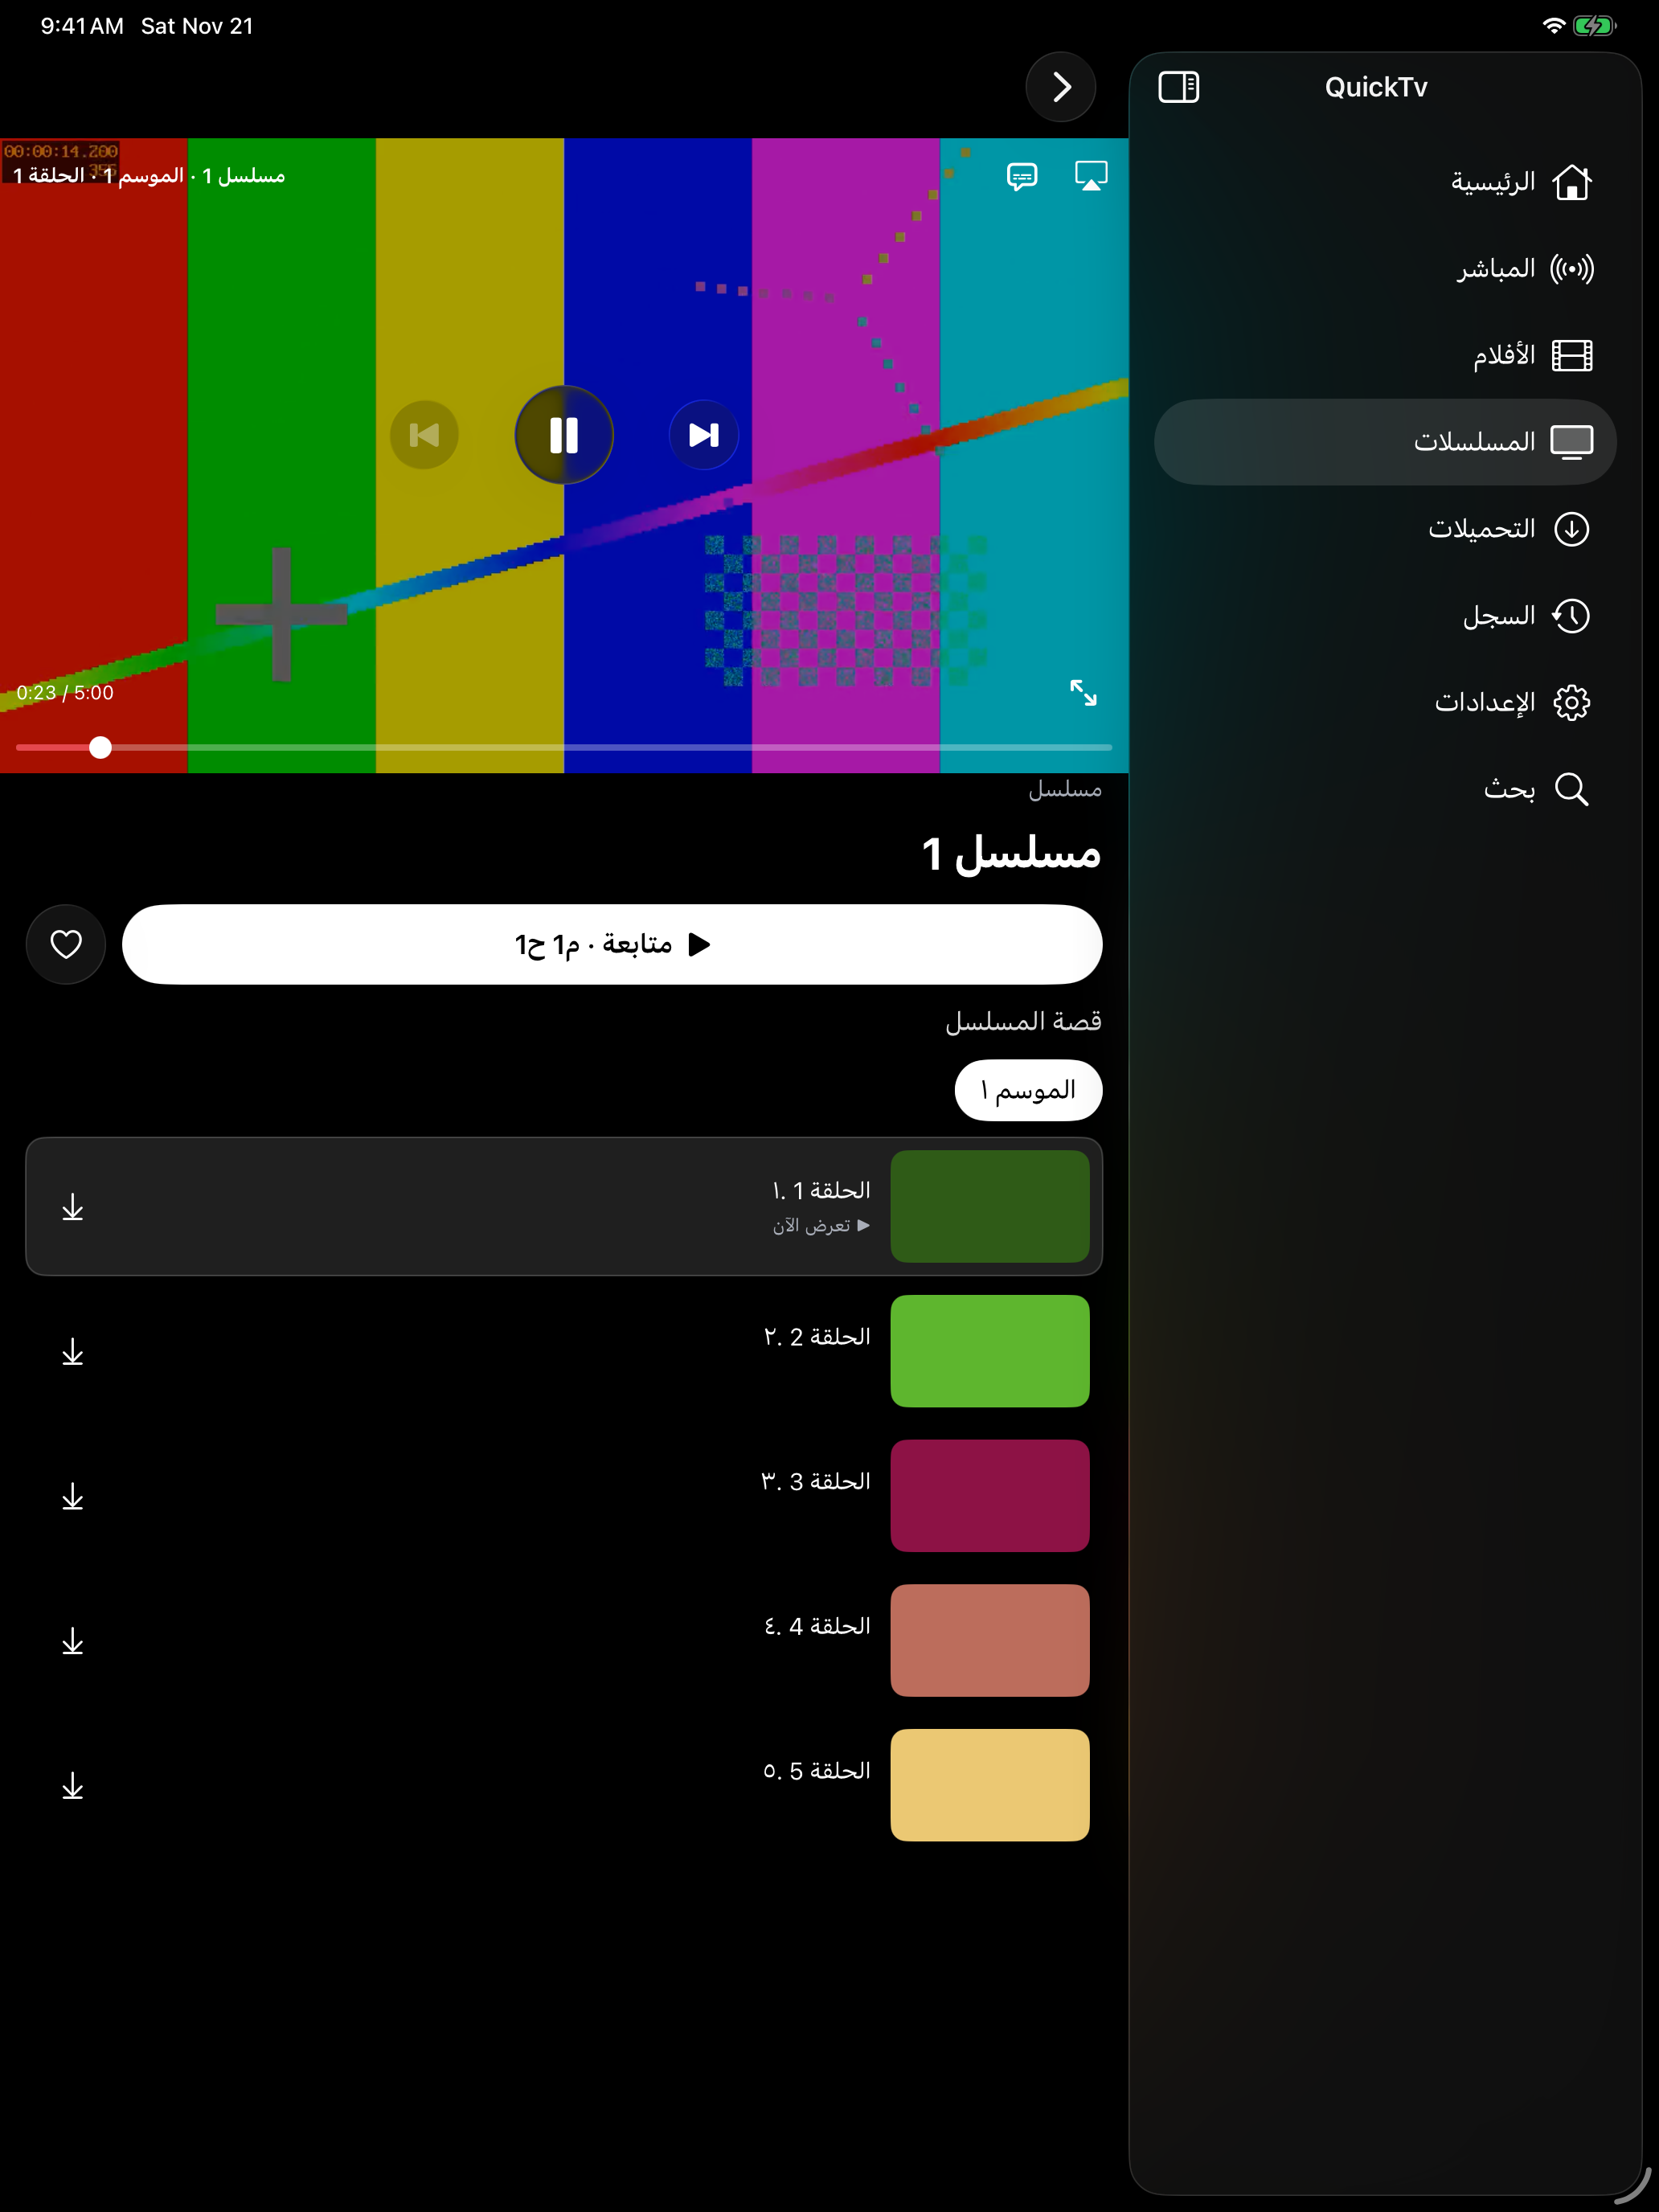 9:41 AM Sat Nov 21
QuickTv
الرئيسية
المباشر
الأفلام
المسلسلات
التحميلات
السجل
الإعدادات
بحث
00:00:14.200
355
مسلسل 1 · الموسم 1 · الحلقة 1
0:23 / 5:00
مسلسل
مسلسل 1
متابعة · م1 ح1
قصة المسلسل
الموسم ١
الحلقة 1 .١
تعرض الآن
الحلقة 2 .٢
الحلقة 3 .٣
الحلقة 4 .٤
الحلقة 5 .٥